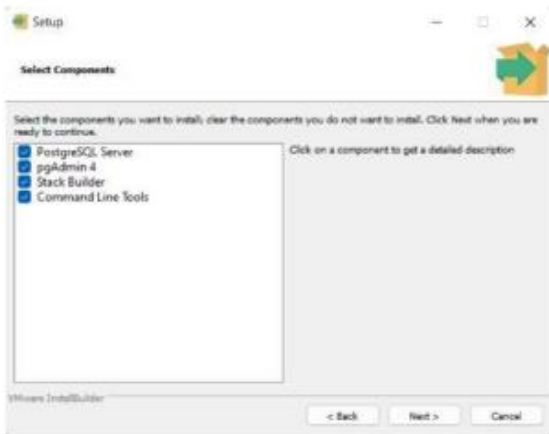 Setup
Select Components
Select the components you want to install; clear the components you do not want to install. Click Next when you are
ready to continue.
PostgreSQL Server
pgAdmin 4
Stack Builder
Command Line Tools
Click on a component to get a detailed description
VMware InstallBuilder
< Back
Next >
Cancel